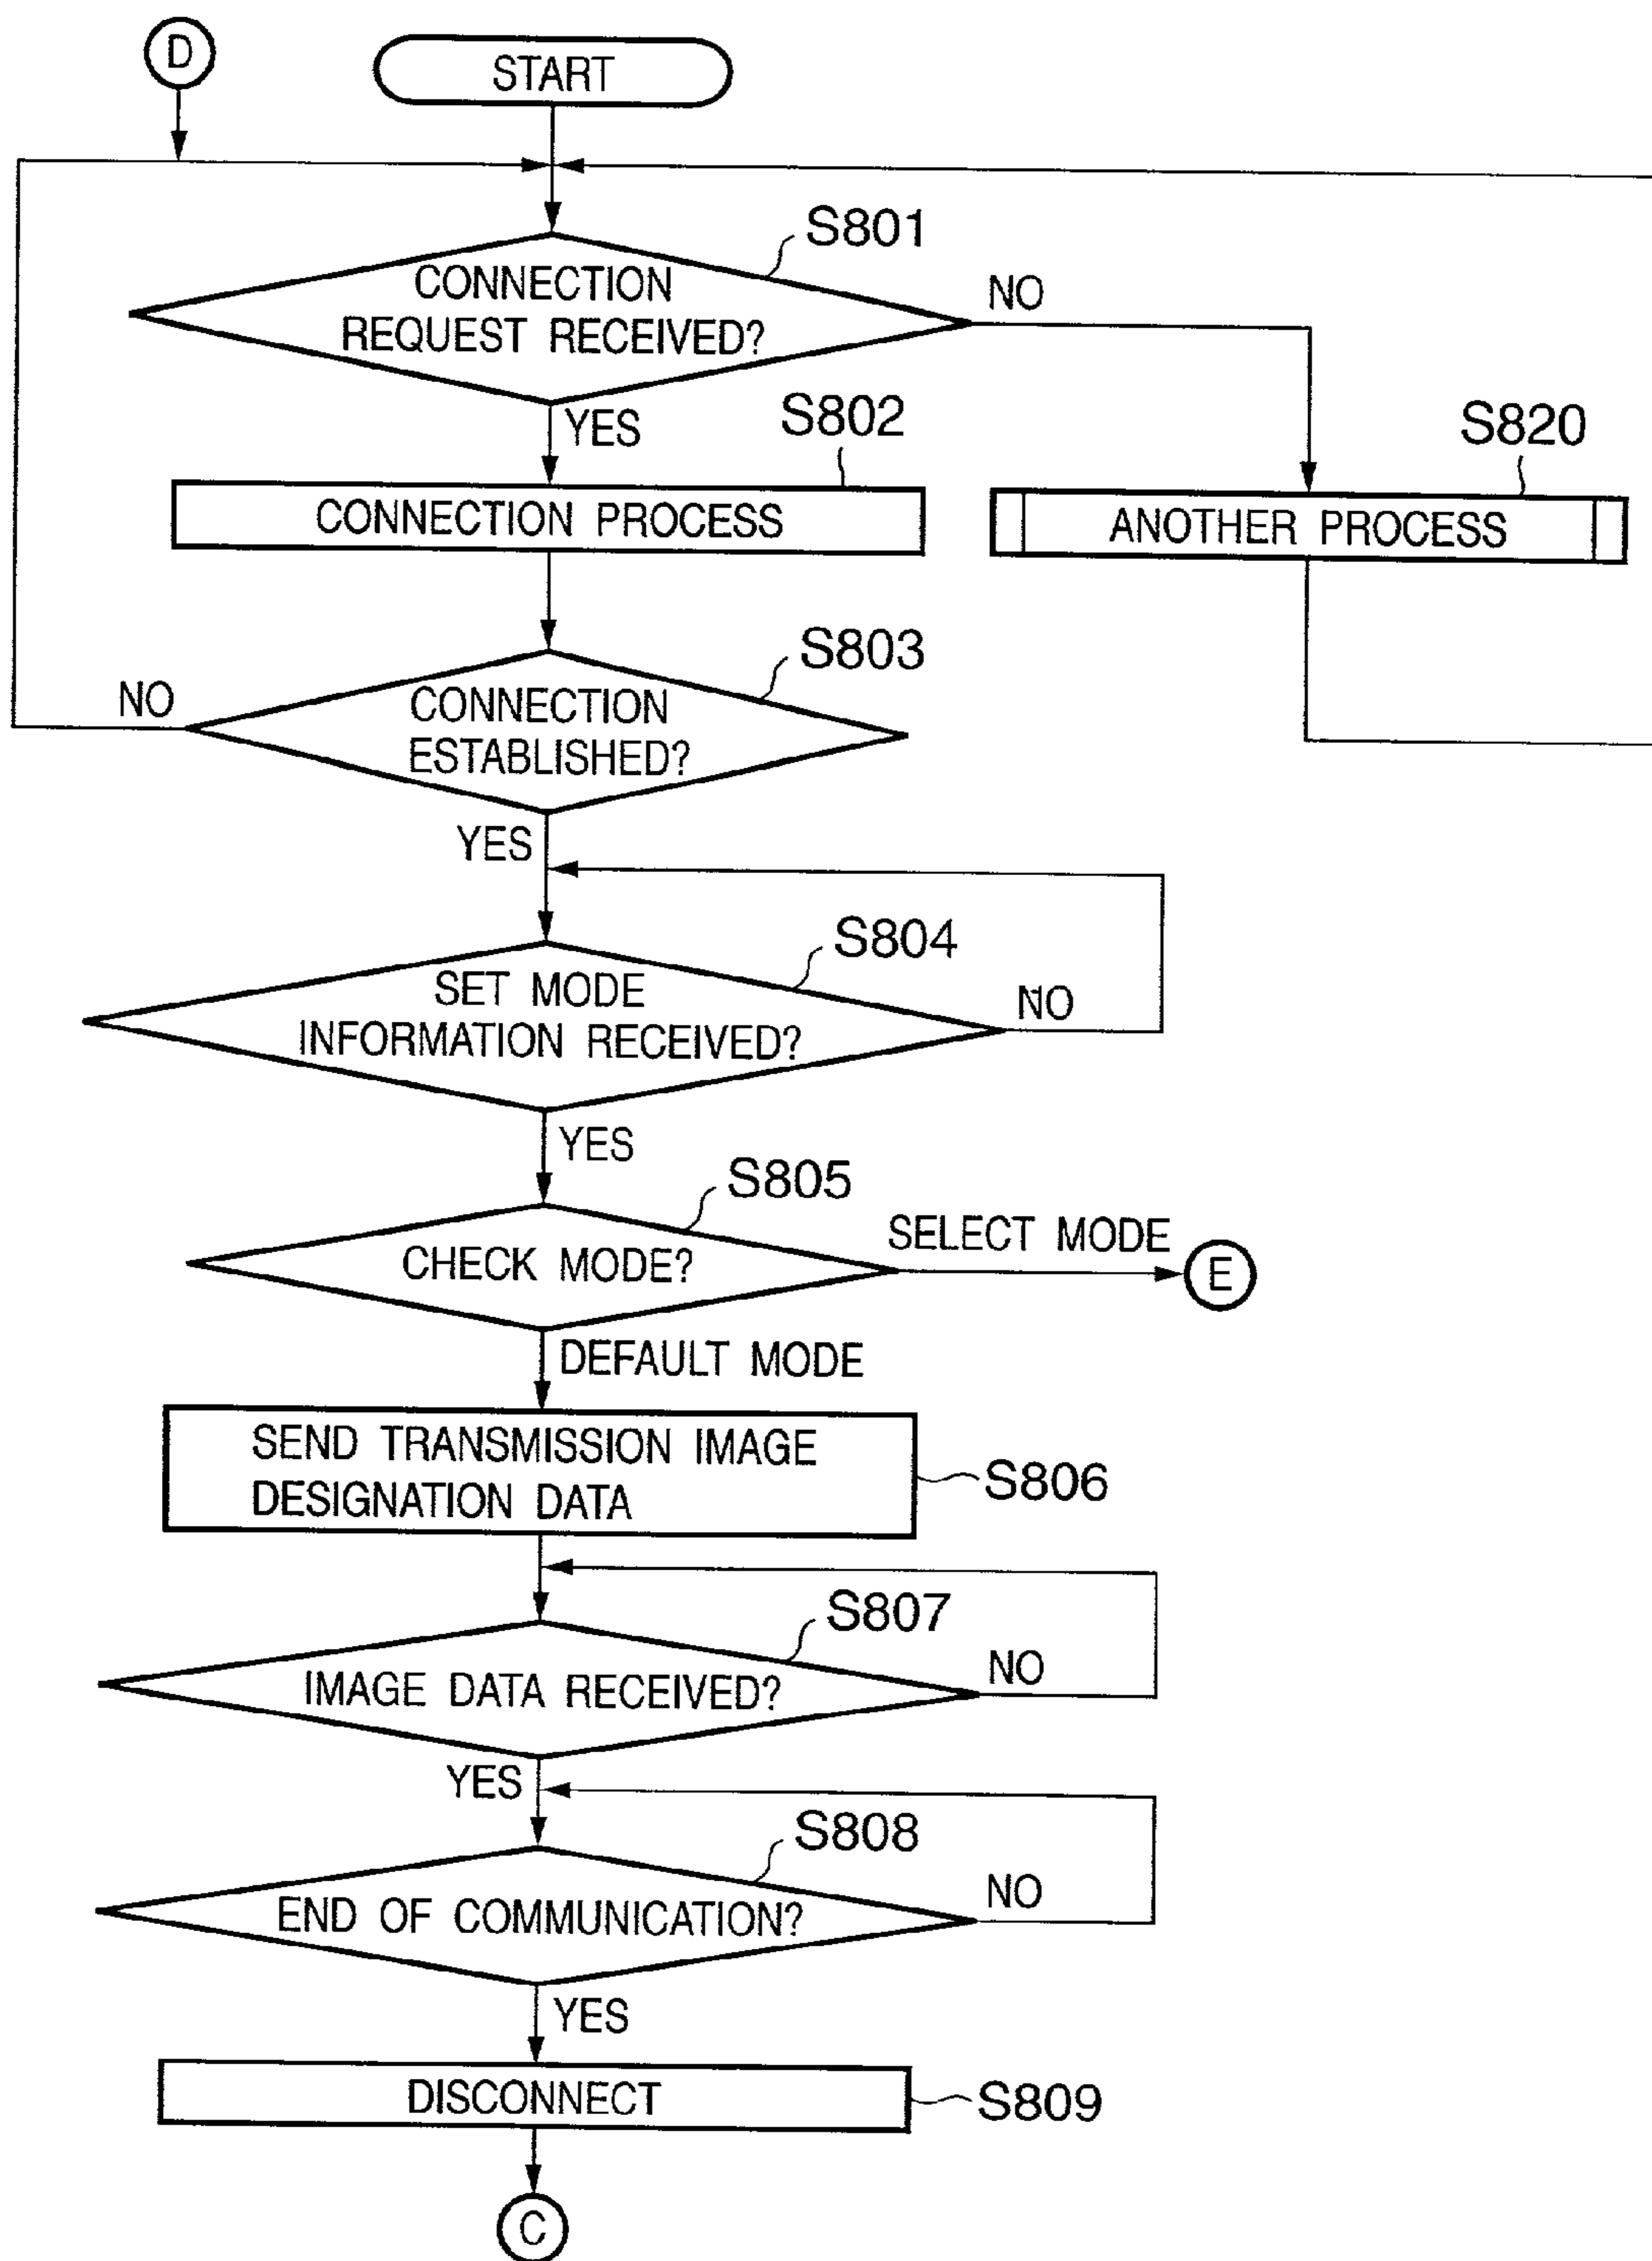 D
START
S801
CONNECTION
REQUEST RECEIVED?
NO
YES
S802
CONNECTION PROCESS
S820
ANOTHER PROCESS
S803
CONNECTION
ESTABLISHED?
NO
YES
S804
SET MODE
INFORMATION RECEIVED?
NO
YES
S805
CHECK MODE?
SELECT MODE
E
DEFAULT MODE
SEND TRANSMISSION IMAGE
DESIGNATION DATA
S806
S807
IMAGE DATA RECEIVED?
NO
YES
S808
END OF COMMUNICATION?
NO
YES
DISCONNECT
S809
C